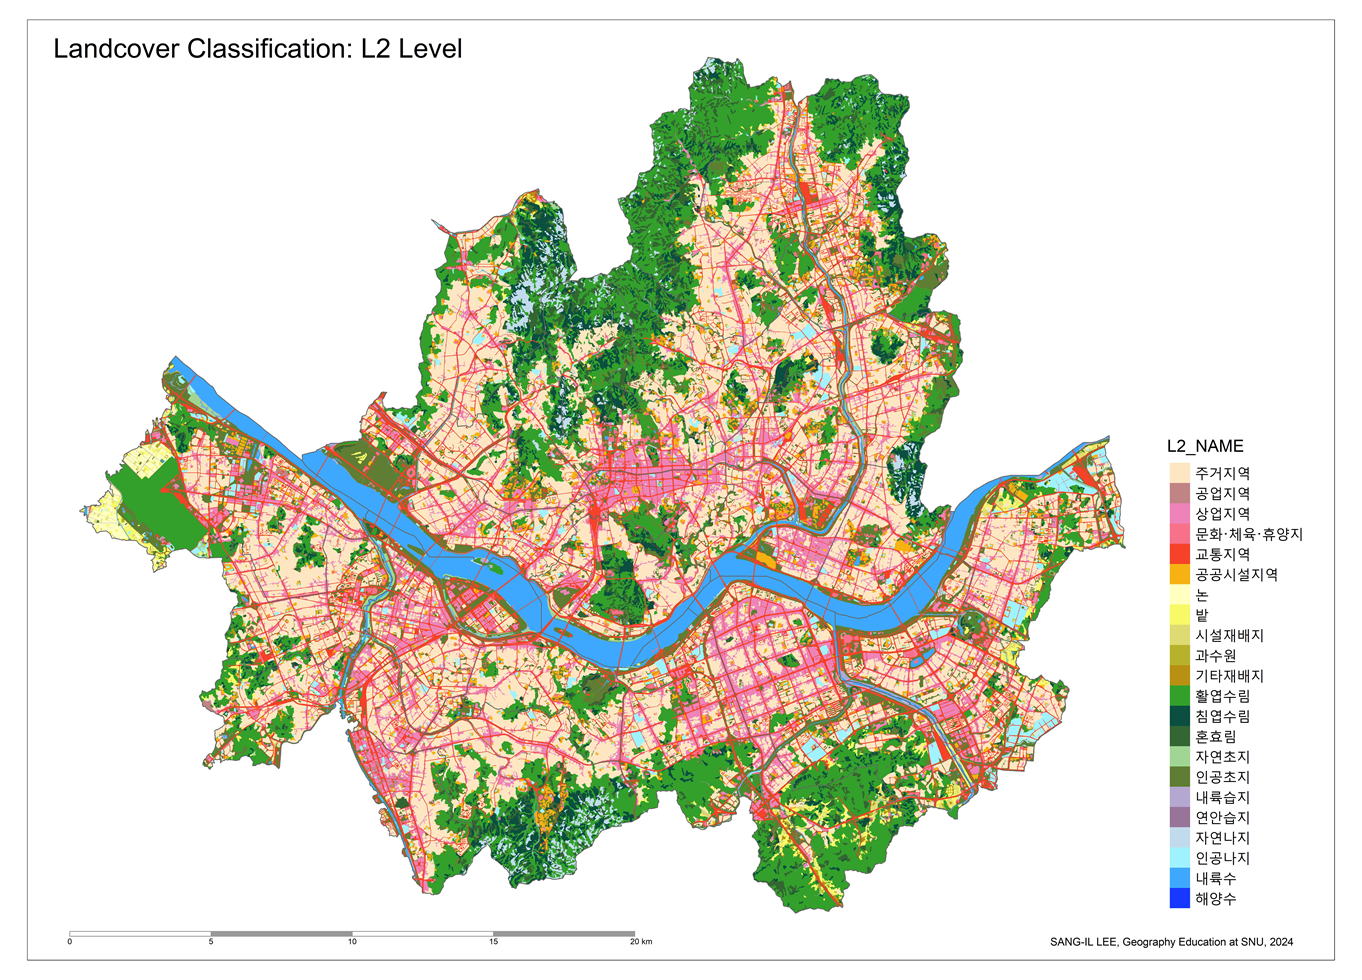 Landcover Classification: L2 Level
L2_NAME
주거지역
공업지역
상업지역
문화·체육·휴양지
교통지역
공공시설지역
논
밭
시설재배지
과수원
기타재배지
활엽수림
침엽수림
혼효림
자연초지
인공초지
내륙습지
연안습지
자연나지
인공나지
내륙수
해양수
0 5 10 15 20 km
SANG-IL LEE, Geography Education at SNU, 2024